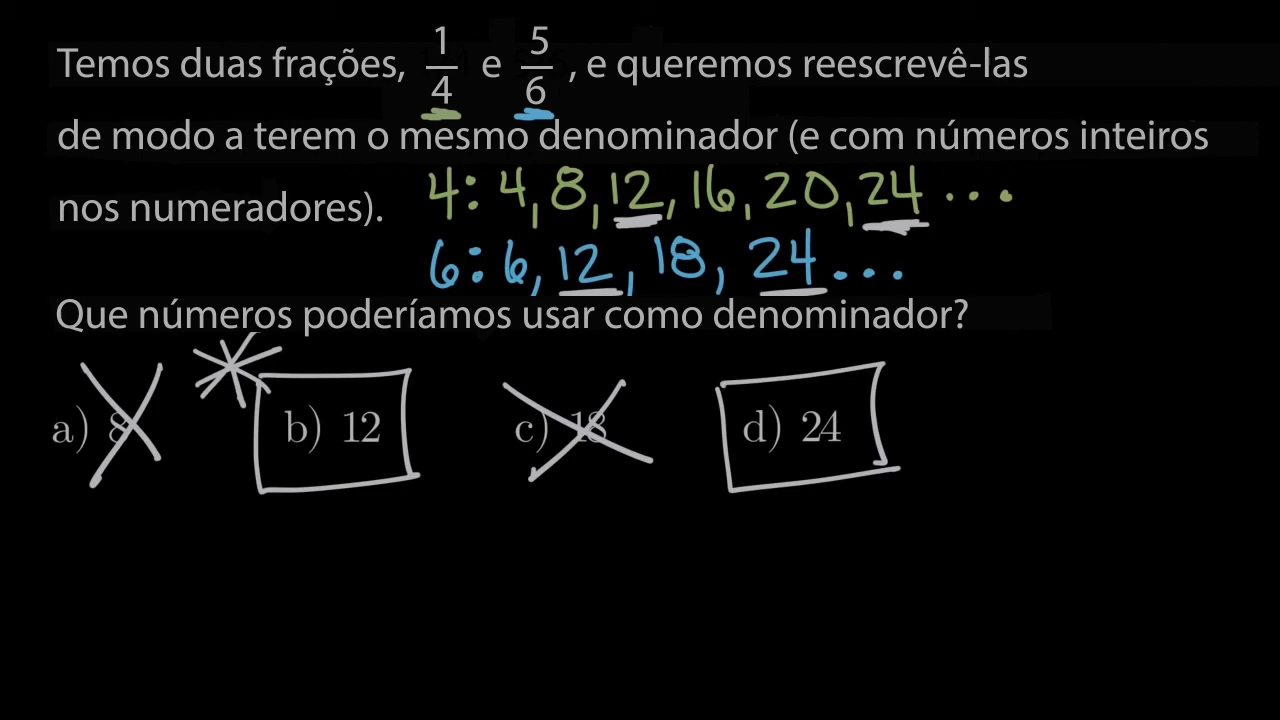 Temos duas frações, 1/4 e 5/6, e queremos reescrevê-las
de modo a terem o mesmo denominador (e com números inteiros
nos numeradores). 4: 4, 8, 12, 16, 20, 24 ...
6: 6, 12, 18, 24 ...
Que números poderíamos usar como denominador?
a) 8 b) 12 c) 18 d) 24